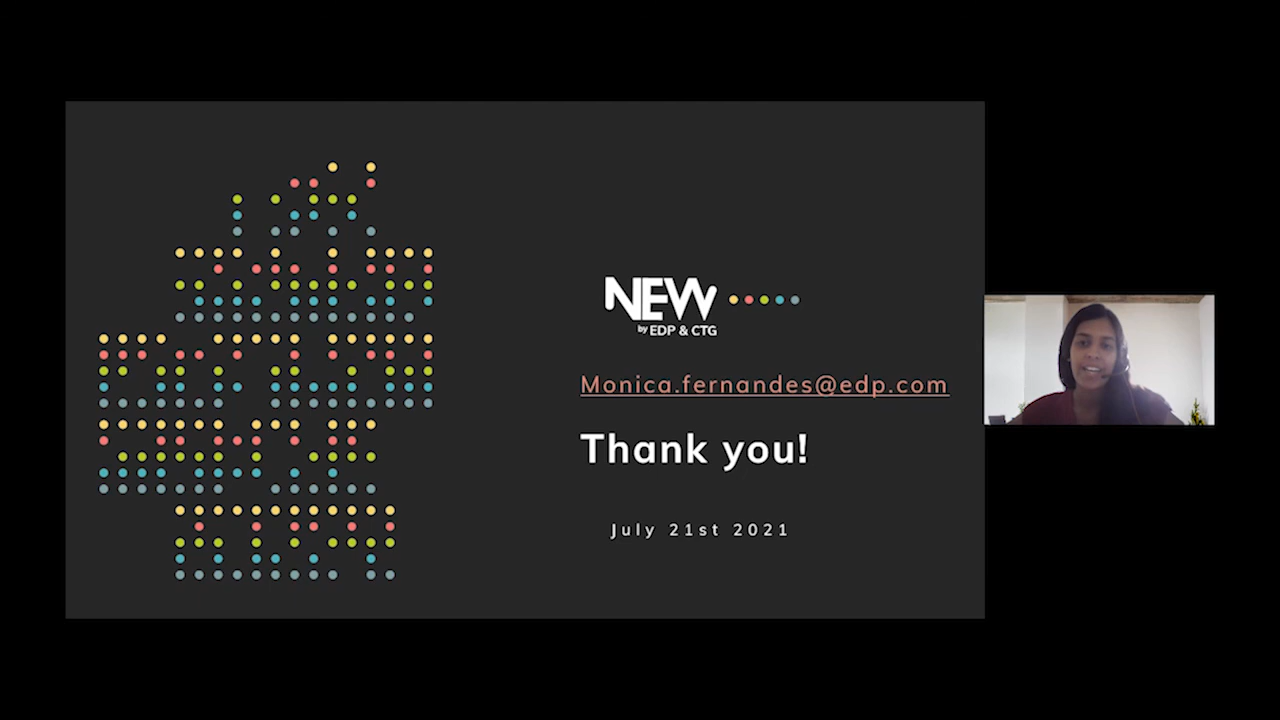 NEW
by EDP & CTG
Monica.fernandes@edp.com
Thank you!
July 21st 2021